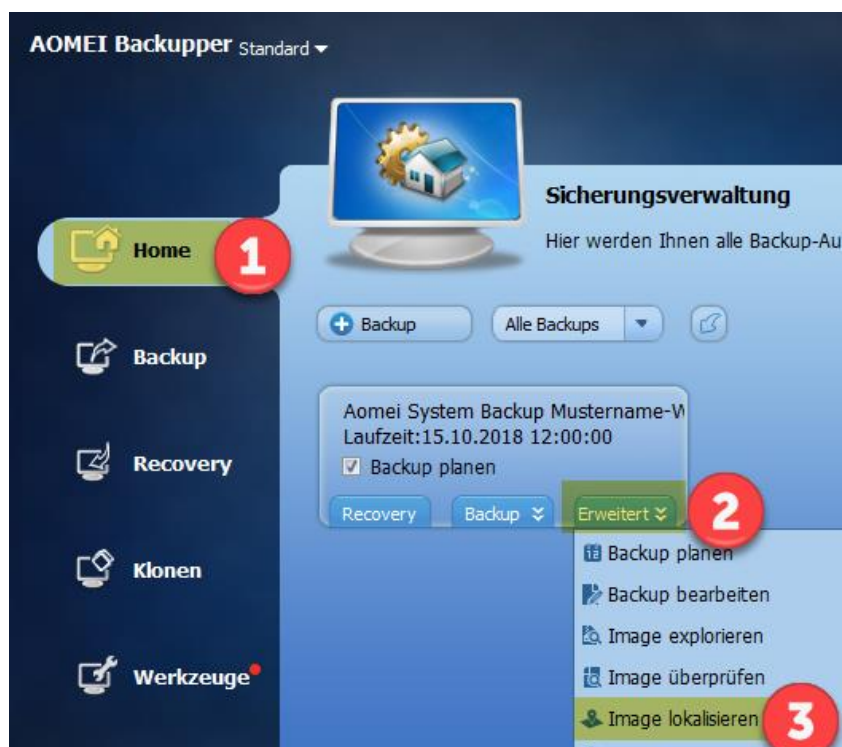 AOMEI Backupper Standard
Sicherungsverwaltung
Hier werden Ihnen alle Backup-Au
Home
1
Backup
Alle Backups
Backup
Aomei System Backup Mustername-W
Laufzeit:15.10.2018 12:00:00
Backup planen
Recovery
Recovery
Backup
Erweitert
2
Backup planen
Klonen
Backup bearbeiten
Image explorieren
Werkzeuge
Image überprüfen
Image lokalisieren
3